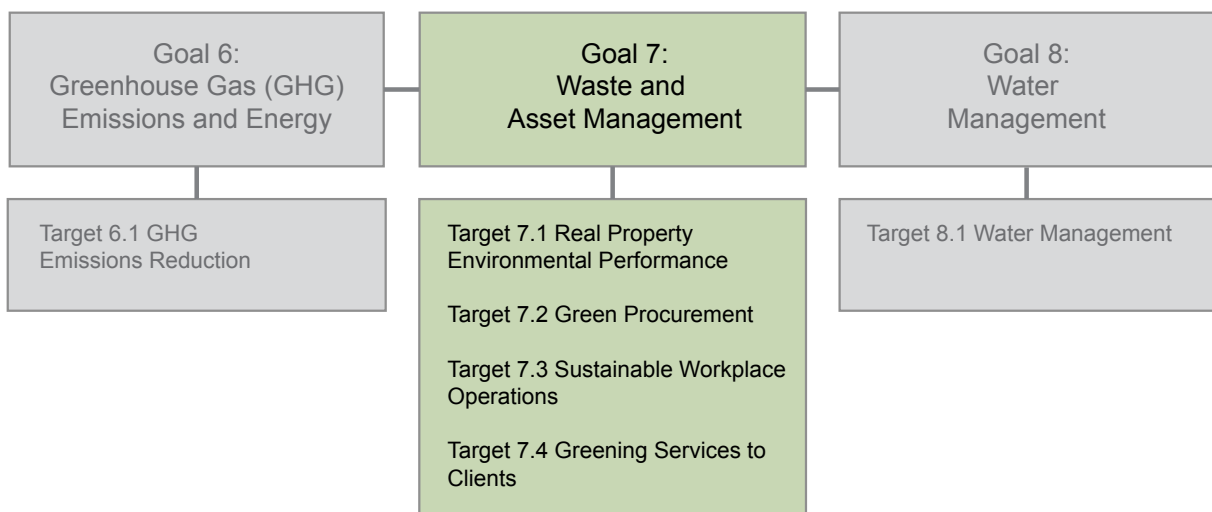 Goal 6:
Greenhouse Gas (GHG)
Emissions and Energy
Target 6.1 GHG
Emissions Reduction
Goal 7:
Waste and
Asset Management
Target 7.1 Real Property
Environmental Performance
Target 7.2 Green Procurement
Target 7.3 Sustainable Workplace
Operations
Target 7.4 Greening Services to
Clients
Goal 8:
Water
Management
Target 8.1 Water Management